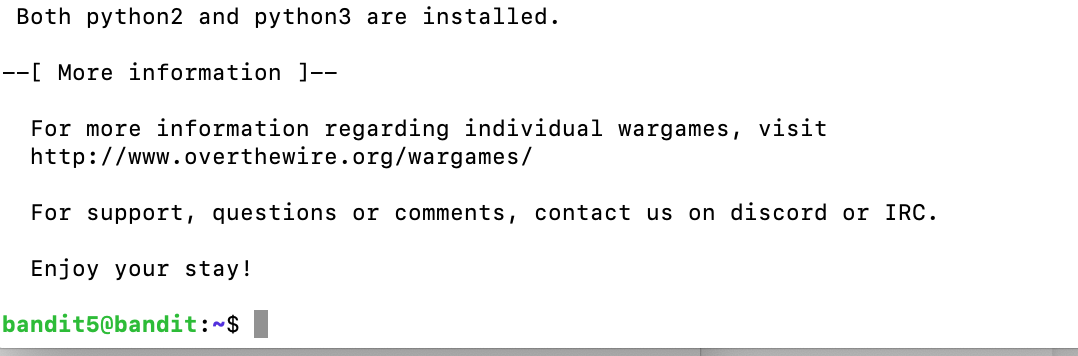 Both python2 and python3 are installed.
--[ More information ]--
For more information regarding individual wargames, visit
http://www.overthewire.org/wargames/
For support, questions or comments, contact us on discord or IRC.
Enjoy your stay!
bandit5@bandit:~$